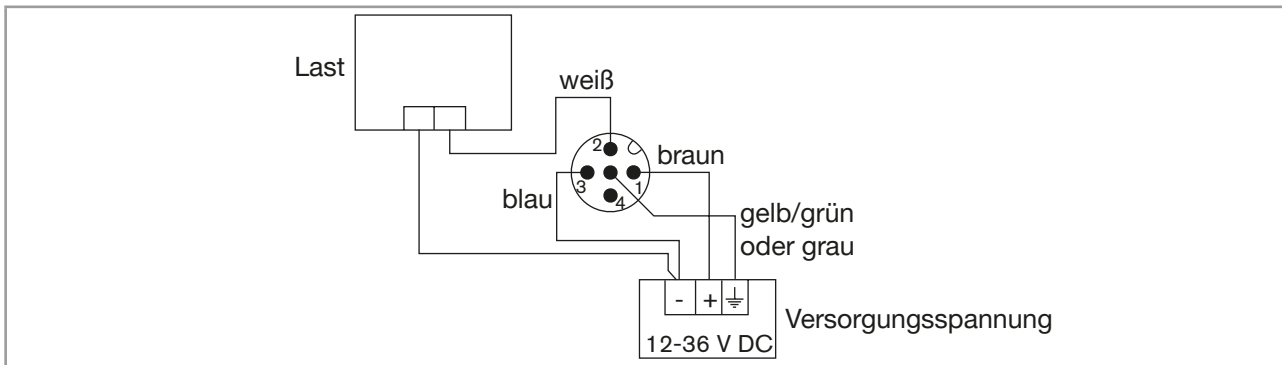 Last
weiß
2
braun
3
1
blau
4
gelb/grün
oder grau
- +
Versorgungsspannung
12-36 V DC